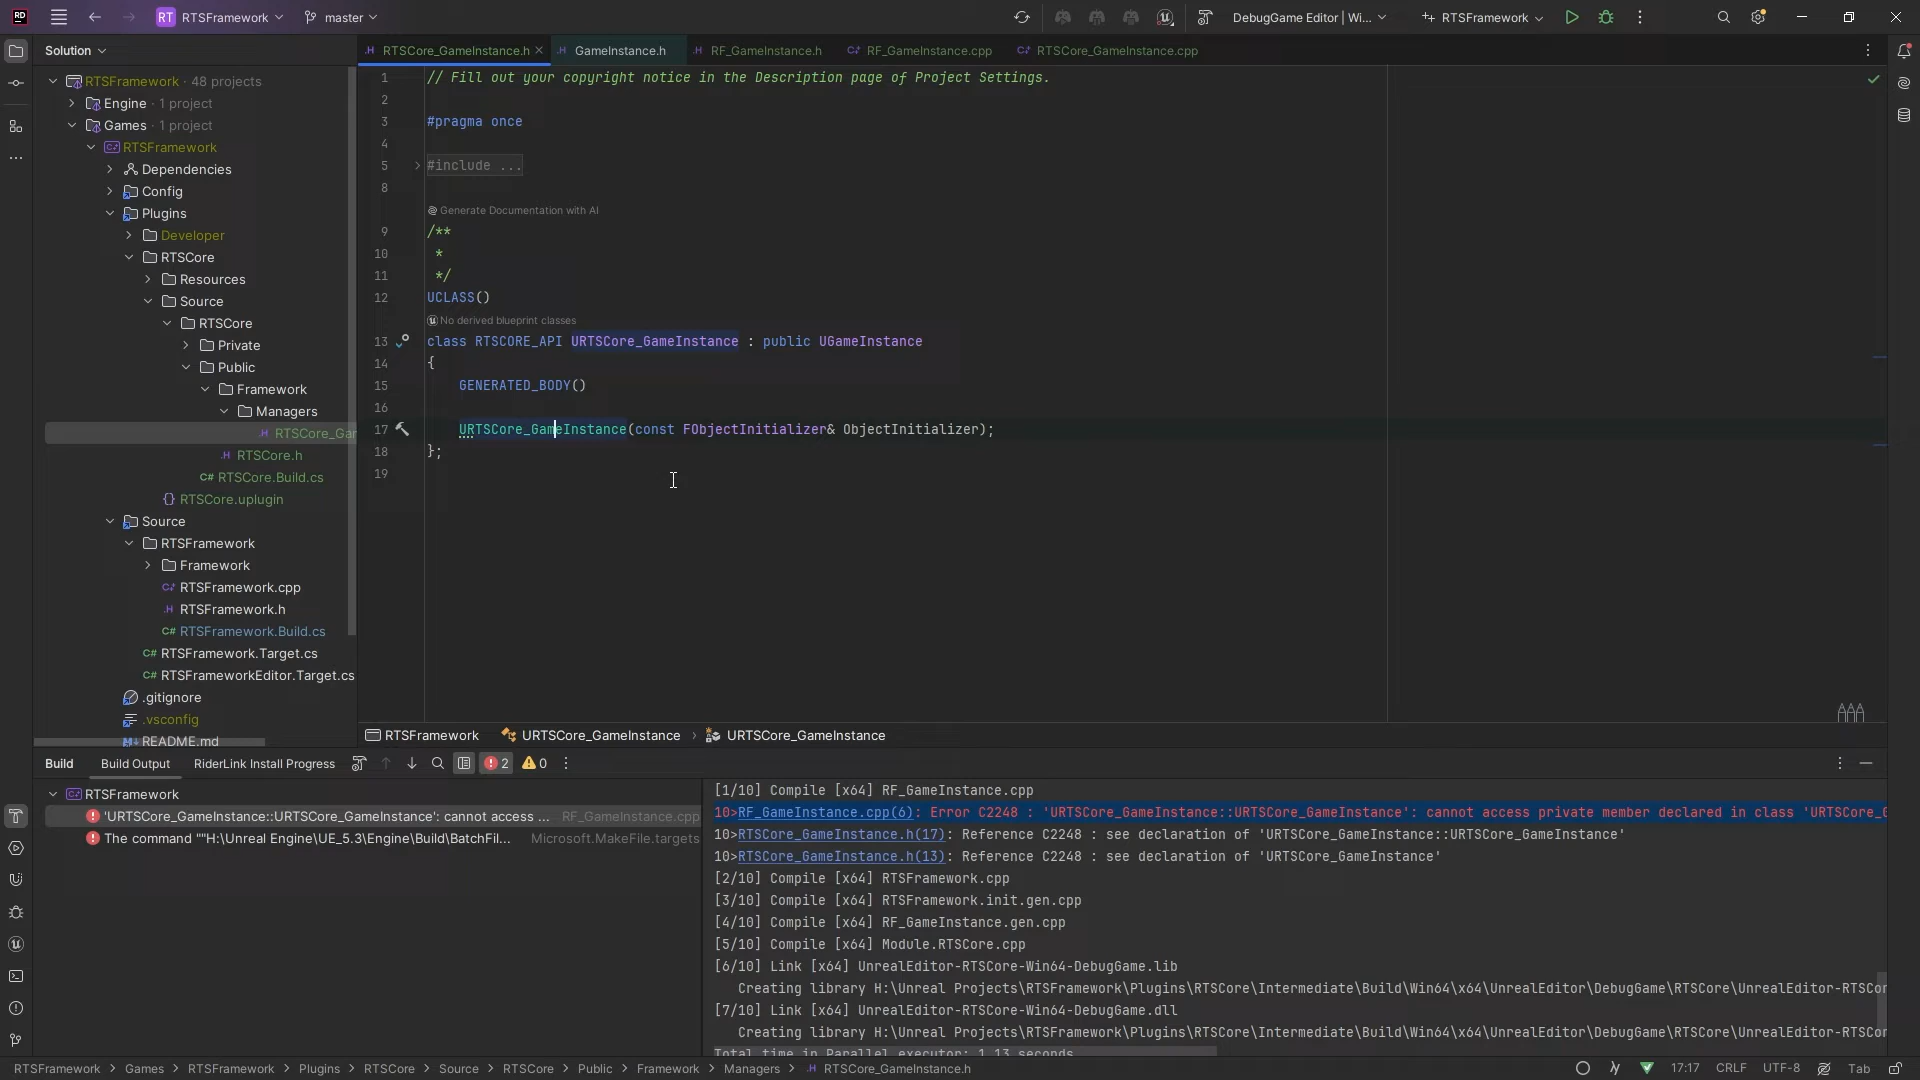 RD
RT RTSFramework
master
DebugGame Editor | Wi...
RTSFramework
Solution
RTSCore_GameInstance.h
GameInstance.h
RF_GameInstance.h
RF_GameInstance.cpp
RTSCore_GameInstance.cpp
RTSFramework · 48 projects
Engine · 1 project
Games · 1 project
RTSFramework
Dependencies
Config
Plugins
Developer
RTSCore
Resources
Source
RTSCore
Private
Public
Framework
Managers
.H RTSCore_Gar
.H RTSCore.h
C# RTSCore.Build.cs
{} RTSCore.uplugin
Source
RTSFramework
Framework
RTSFramework.cpp
.H RTSFramework.h
C# RTSFramework.Build.cs
C# RTSFramework.Target.cs
C# RTSFrameworkEditor.Target.cs
.gitignore
.vsconfig
README.md
1 // Fill out your copyright notice in the Description page of Project Settings.
2
3 #pragma once
4
5 #include ...
8
Generate Documentation with AI
9 /**
10 *
11 */
12 UCLASS()
No derived blueprint classes
13 class RTSCORE_API URTSCore_GameInstance : public UGameInstance
14 {
15 GENERATED_BODY()
16
17 URTSCore_GameInstance(const FObjectInitializer& ObjectInitializer);
18 };
19
RTSFramework URTSCore_GameInstance › URTSCore_GameInstance
Build Build Output RiderLink Install Progress 2 0
RTSFramework
'URTSCore_GameInstance::URTSCore_GameInstance': cannot access ... RF_GameInstance.cpp
The command ""H:\Unreal Engine\UE_5.3\Engine\Build\BatchFil... Microsoft.MakeFile.targets
[1/10] Compile [x64] RF_GameInstance.cpp
10>RF_GameInstance.cpp(6): Error C2248 : 'URTSCore_GameInstance::URTSCore_GameInstance': cannot access private member declared in class 'URTSCore_G
10>RTSCore_GameInstance.h(17): Reference C2248 : see declaration of 'URTSCore_GameInstance::URTSCore_GameInstance'
10>RTSCore_GameInstance.h(13): Reference C2248 : see declaration of 'URTSCore_GameInstance'
[2/10] Compile [x64] RTSFramework.cpp
[3/10] Compile [x64] RTSFramework.init.gen.cpp
[4/10] Compile [x64] RF_GameInstance.gen.cpp
[5/10] Compile [x64] Module.RTSCore.cpp
[6/10] Link [x64] UnrealEditor-RTSCore-Win64-DebugGame.lib
Creating library H:\Unreal Projects\RTSFramework\Plugins\RTSCore\Intermediate\Build\Win64\x64\UnrealEditor\DebugGame\RTSCore\UnrealEditor-RTSCor
[7/10] Link [x64] UnrealEditor-RTSCore-Win64-DebugGame.dll
Creating library H:\Unreal Projects\RTSFramework\Plugins\RTSCore\Intermediate\Build\Win64\x64\UnrealEditor\DebugGame\RTSCore\UnrealEditor-RTSCor
Total time in Parallel executor: 1.13 seconds
RTSFramework › Games › RTSFramework › Plugins › RTSCore › Source › RTSCore › Public › Framework › Managers › .H RTSCore_GameInstance.h
17:17 CRLF UTF-8 Tab